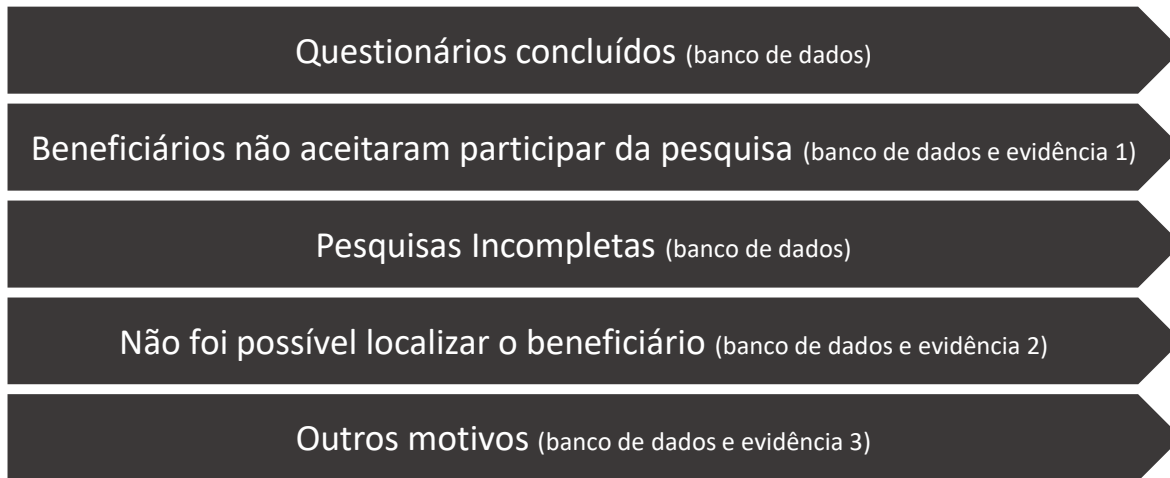 Questionários concluídos (banco de dados)
Beneficiários não aceitaram participar da pesquisa (banco de dados e evidência 1)
Pesquisas Incompletas (banco de dados)
Não foi possível localizar o beneficiário (banco de dados e evidência 2)
Outros motivos (banco de dados e evidência 3)